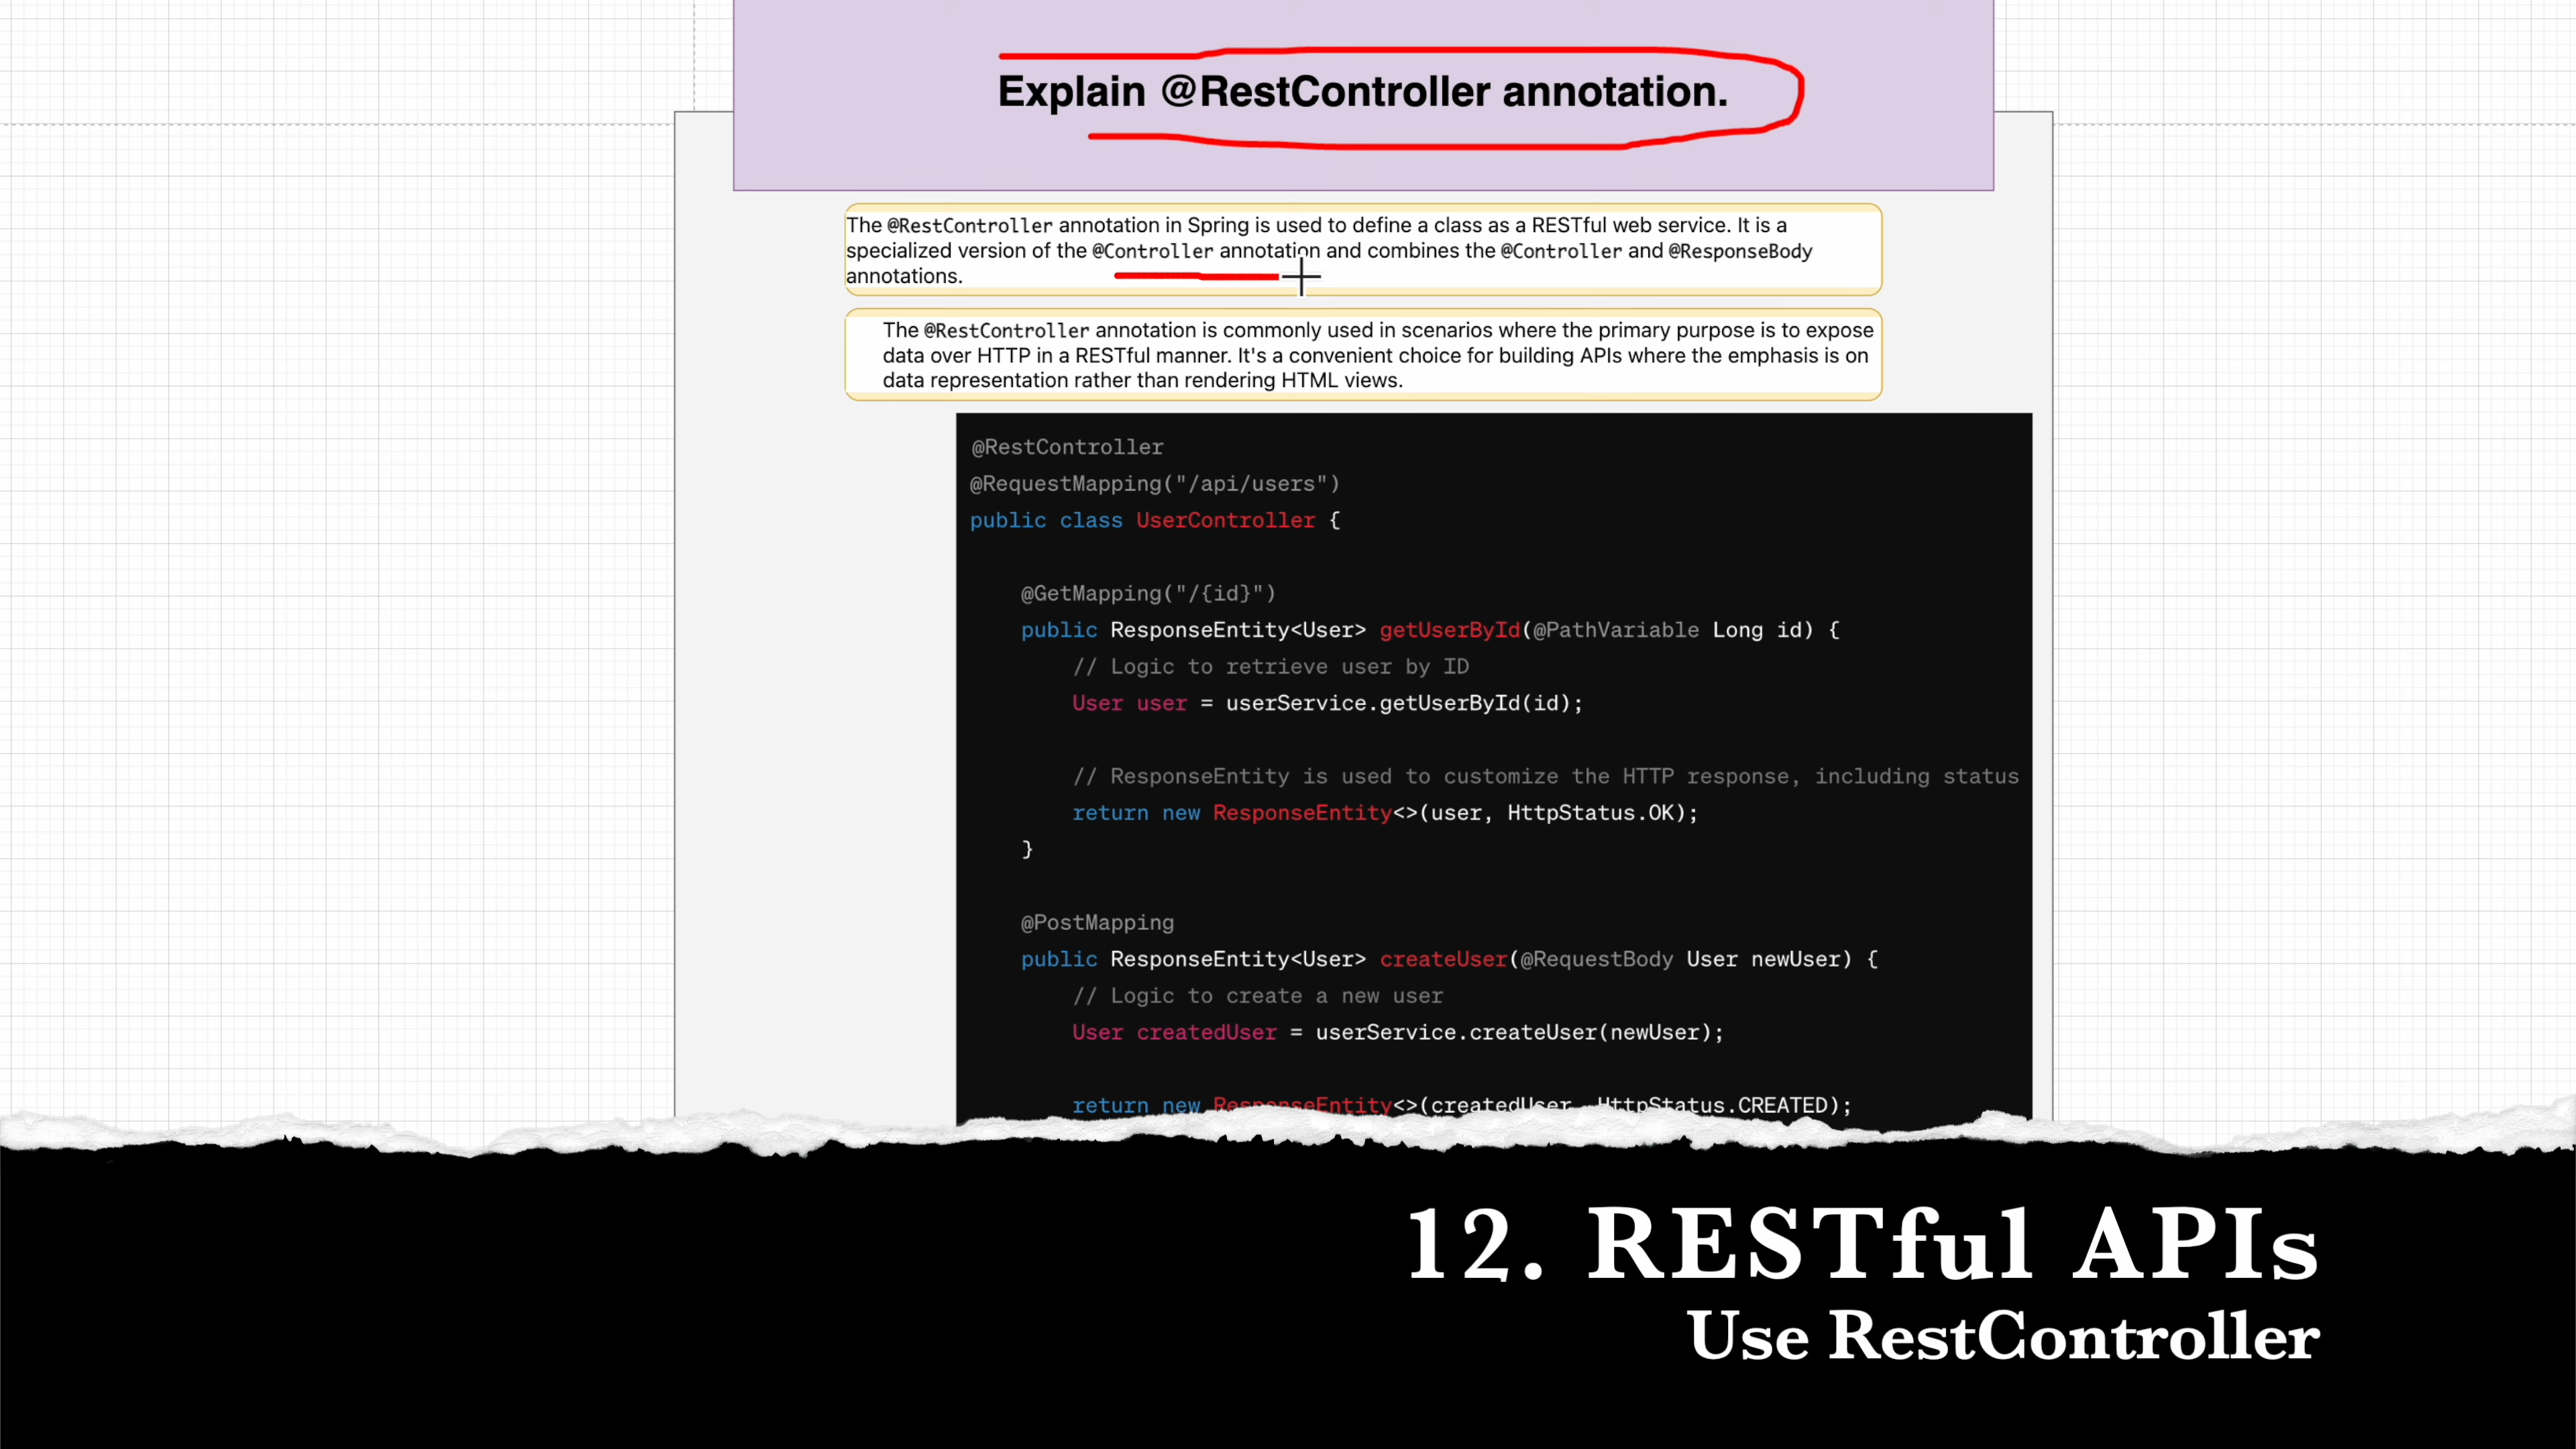 Explain @RestController annotation.
The @RestController annotation in Spring is used to define a class as a RESTful web service. It is a
specialized version of the @Controller annotation and combines the @Controller and @ResponseBody
annotations.
The @RestController annotation is commonly used in scenarios where the primary purpose is to expose
data over HTTP in a RESTful manner. It's a convenient choice for building APIs where the emphasis is on
data representation rather than rendering HTML views.
@RestController
@RequestMapping("/api/users")
public class UserController {
@GetMapping("/{id}")
public ResponseEntity<User> getUserById(@PathVariable Long id) {
// Logic to retrieve user by ID
User user = userService.getUserById(id);
// ResponseEntity is used to customize the HTTP response, including status
return new ResponseEntity<>(user, HttpStatus.OK);
}
@PostMapping
public ResponseEntity<User> createUser(@RequestBody User newUser) {
// Logic to create a new user
User createdUser = userService.createUser(newUser);
return new ResponseEntity<>(createdUser, HttpStatus.CREATED);
12. RESTful APIs
Use RestController